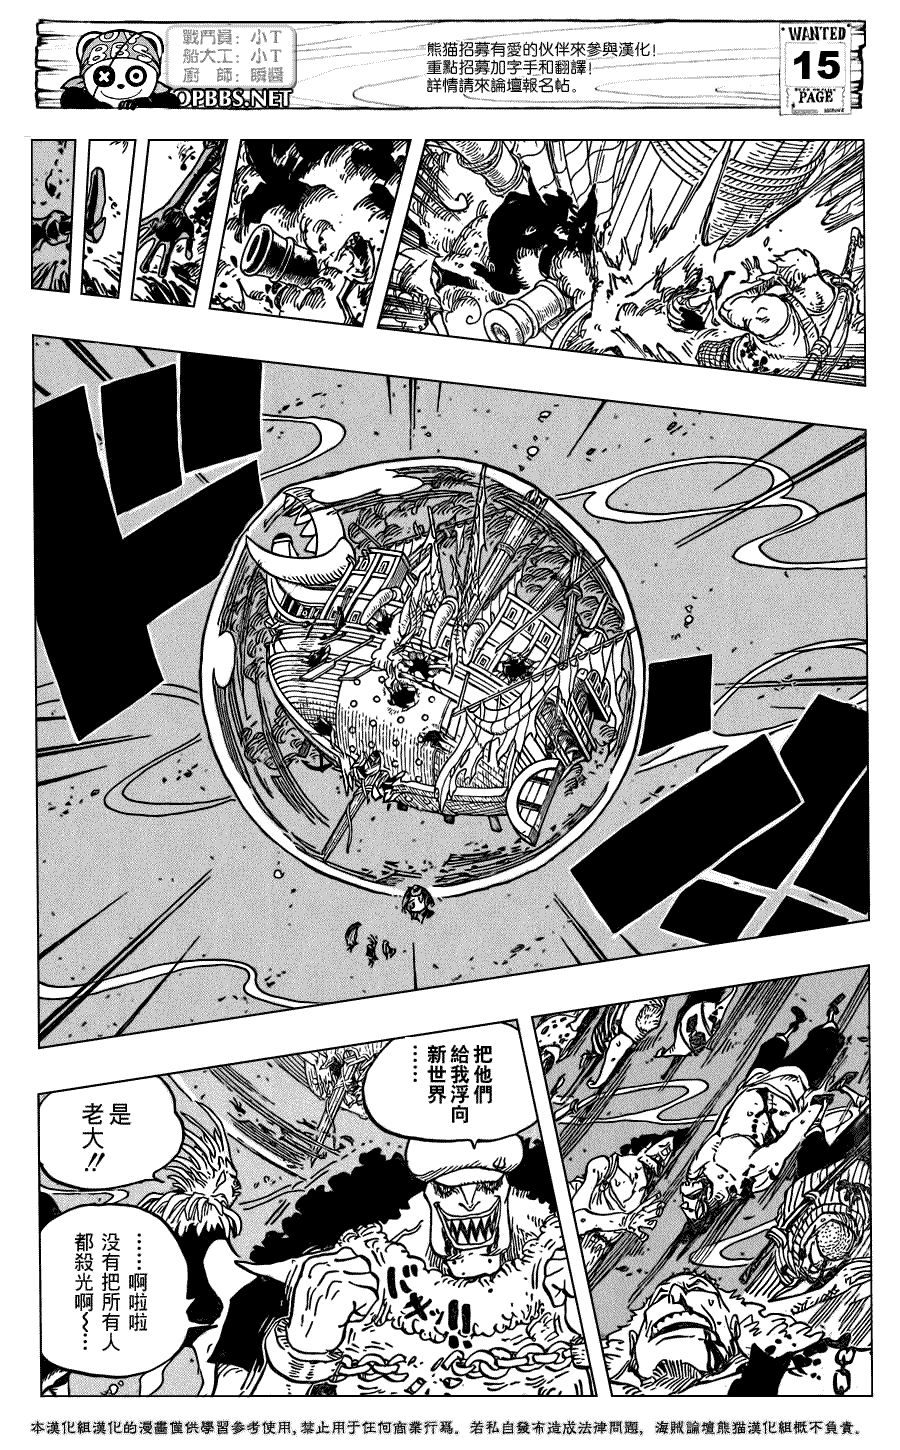 戰鬥員：小T
船大工：小T
廚　師：瞬醬
OPBBS.NET
熊猫招募有愛的伙伴來參與漢化！
重點招募加字手和翻譯！
詳情請來論壇報名帖。
WANTED
15
PAGE
ドン
把他們
給我浮向
新世界
……
是
老大!!
……啊啦啦
没有把所有人
都殺光啊～……
バキッ!!
本漢化組漢化的漫畫僅供學習參考使用，禁止用于任何商業行爲。若私自發布造成法律問題，海賊論壇熊猫漢化組概不負責。